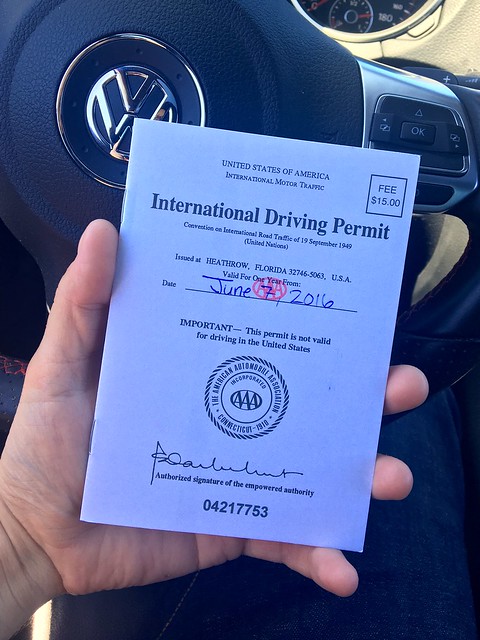 180
OK
UNITED STATES OF AMERICA
INTERNATIONAL MOTOR TRAFFIC
FEE
$15.00
International Driving Permit
Convention on International Road Traffic of 19 September 1949
(United Nations)
Issued at HEATHROW, FLORIDA 32746-5063, U.S.A.
Valid For One Year From:
Date June 7, 2016
AAA
IMPORTANT— This permit is not valid
for driving in the United States
THE AMERICAN AUTOMOBILE ASSOCIATION
INCORPORATED
AAA
CONNECTICUT-1910
Authorized signature of the empowered authority
04217753